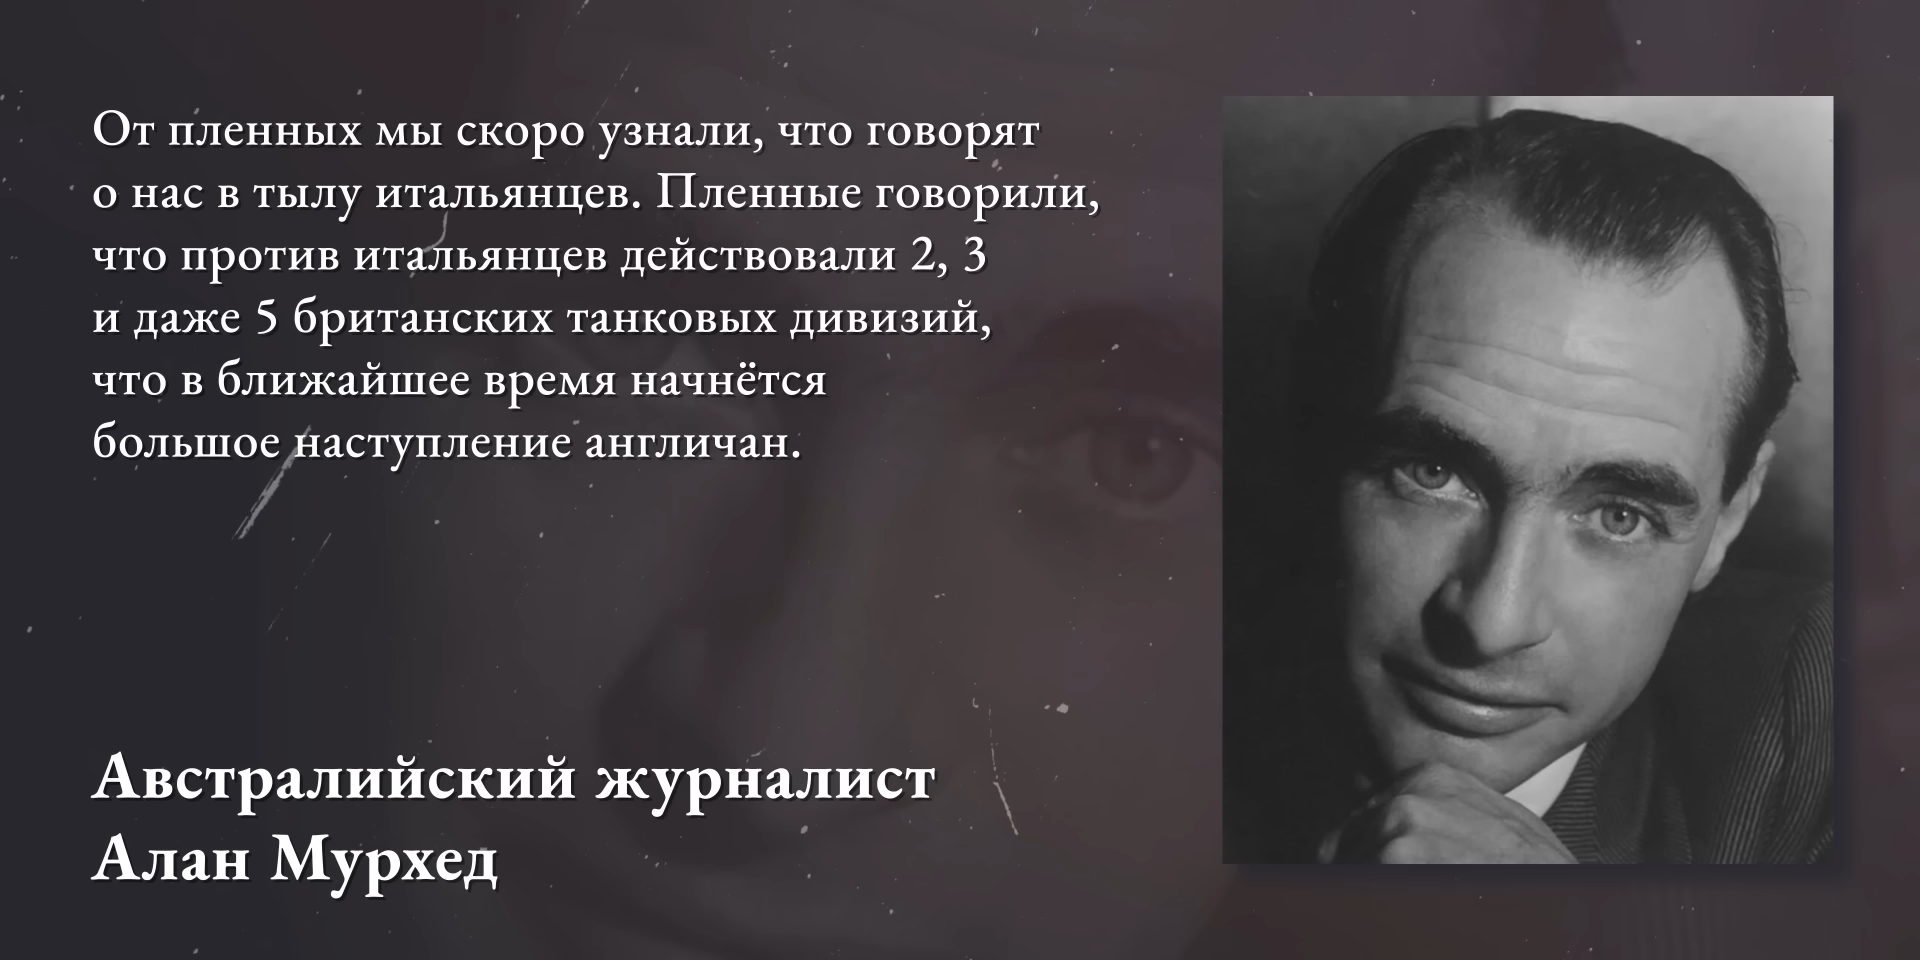 От пленных мы скоро узнали, что говорят
о нас в тылу итальянцев. Пленные говорили,
что против итальянцев действовали 2, 3
и даже 5 британских танковых дивизий,
что в ближайшее время начнётся
большое наступление англичан.
Австралийский журналист
Алан Мурхед